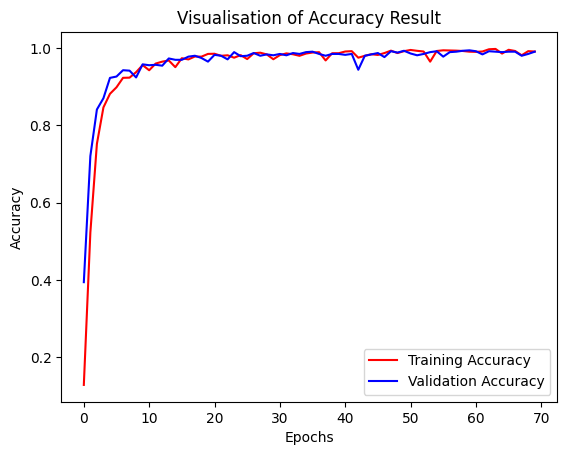 Visualisation of Accuracy Result
1.0
0.8
0.6
0.4
0.2
Accuracy
0 10 20 30 40 50 60 70
Epochs
Training Accuracy
Validation Accuracy